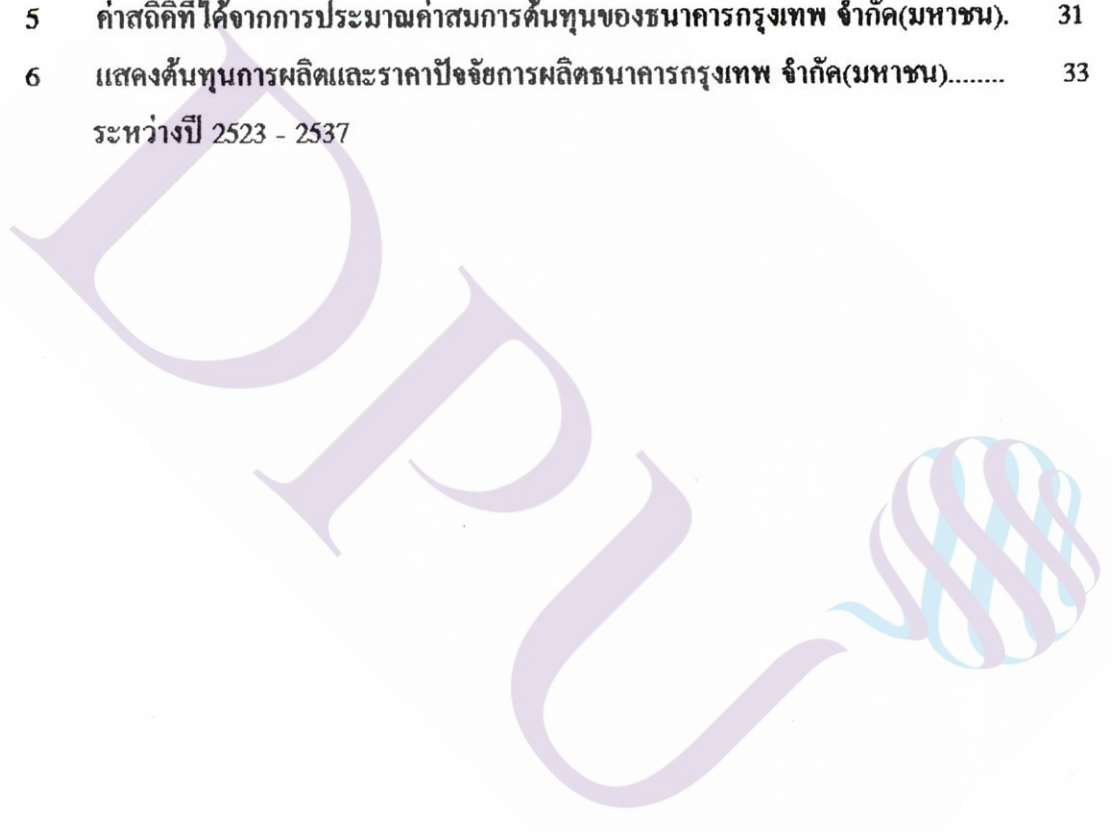 5 ค่าสถิติที่ได้จากการประมาณค่าสมการต้นทุนของธนาคารกรุงเทพ จำกัด(มหาชน). 31
6 แสดงต้นทุนการผลิตและราคาปัจจัยการผลิตธนาคารกรุงเทพ จำกัด(มหาชน)........ 33
ระหว่างปี 2523 - 2537
DPU